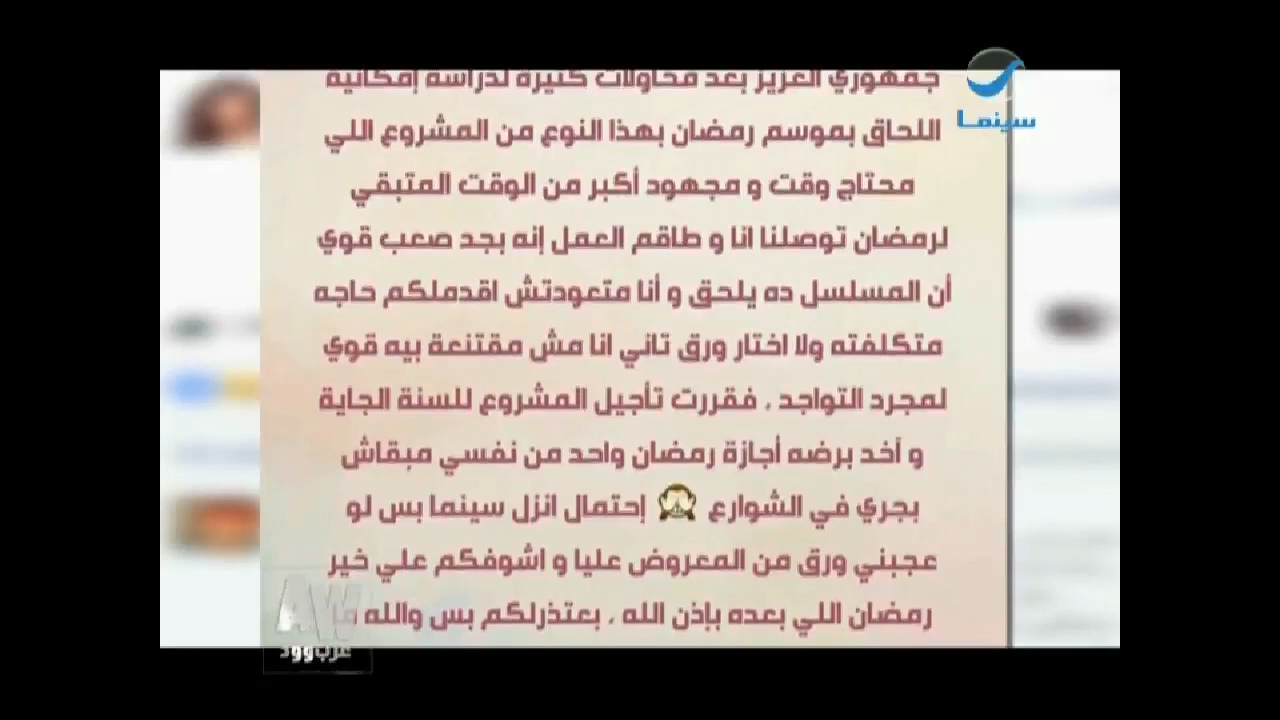 جمهوري العزيز بعد محاولات كثيرة لدراسة إمكانية
اللحاق بموسم رمضان بهذا النوع من المشروع اللي
محتاج وقت و مجهود أكبر من الوقت المتبقي
لرمضان توصلنا انا و طاقم العمل إنه بجد صعب قوي
أن المسلسل ده يلحق و أنا متعودتش اقدملكم حاجه
متكلفته ولا اختار ورق تاني انا مش مقتنعة بيه قوي
لمجرد التواجد ، فقررت تأجيل المشروع للسنة الجاية
و آخد برضه أجازة رمضان واحد من نفسي مبقاش
بجري في الشوارع 🙈 إحتمال انزل سينما بس لو
عجبني ورق من المعروض عليا و اشوفكم علي خير
رمضان اللي بعده بإذن الله ، بعتذرلكم بس والله
سينما
AW
عرب وود